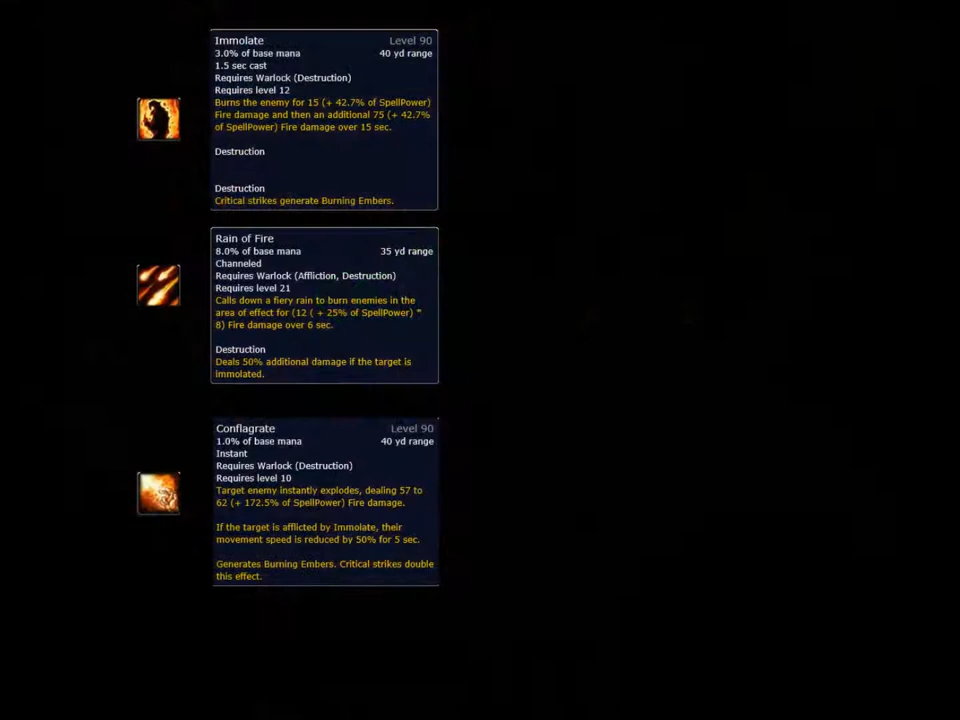 Immolate Level 90
3.0% of base mana 40 yd range
1.5 sec cast
Requires Warlock (Destruction)
Requires level 12
Burns the enemy for 15 (+ 42.7% of SpellPower)
Fire damage and then an additional 75 (+ 42.7%
of SpellPower) Fire damage over 15 sec.
Destruction
Destruction
Critical strikes generate Burning Embers.
Rain of Fire
8.0% of base mana 35 yd range
Channeled
Requires Warlock (Affliction, Destruction)
Requires level 21
Calls down a fiery rain to burn enemies in the
area of effect for (12 ( + 25% of SpellPower) *
8) Fire damage over 6 sec.
Destruction
Deals 50% additional damage if the target is
immolated.
Conflagrate Level 90
1.0% of base mana 40 yd range
Instant
Requires Warlock (Destruction)
Requires level 10
Target enemy instantly explodes, dealing 57 to
62 (+ 172.5% of SpellPower) Fire damage.
If the target is afflicted by Immolate, their
movement speed is reduced by 50% for 5 sec.
Generates Burning Embers. Critical strikes double
this effect.